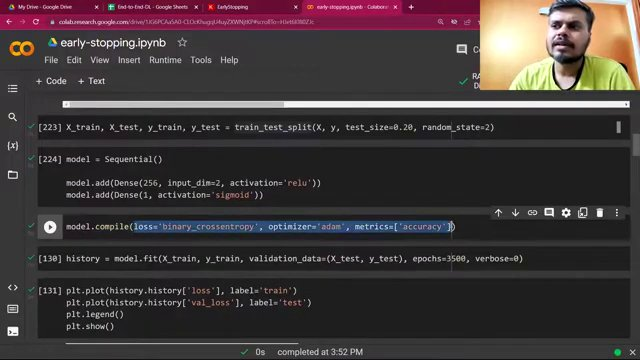 My Drive - Google Drive
End-to-End-DL - Google Sheets
EarlyStopping
early-stopping.ipynb - Colaborat
colab.research.google.com/drive/
early-stopping.ipynb
File Edit View Insert Runtime Tools Help
+ Code + Text
[223] X_train, X_test, y_train, y_test = train_test_split(X, y, test_size=0.20, random_state=2)
[224] model = Sequential()
model.add(Dense(256, input_dim=2, activation='relu'))
model.add(Dense(1, activation='sigmoid'))
model.compile(loss='binary_crossentropy', optimizer='adam', metrics=['accuracy'])
[130] history = model.fit(X_train, y_train, validation_data=(X_test, y_test), epochs=3500, verbose=0)
[131] plt.plot(history.history['loss'], label='train')
plt.plot(history.history['val_loss'], label='test')
plt.legend()
plt.show()
0s completed at 3:52 PM